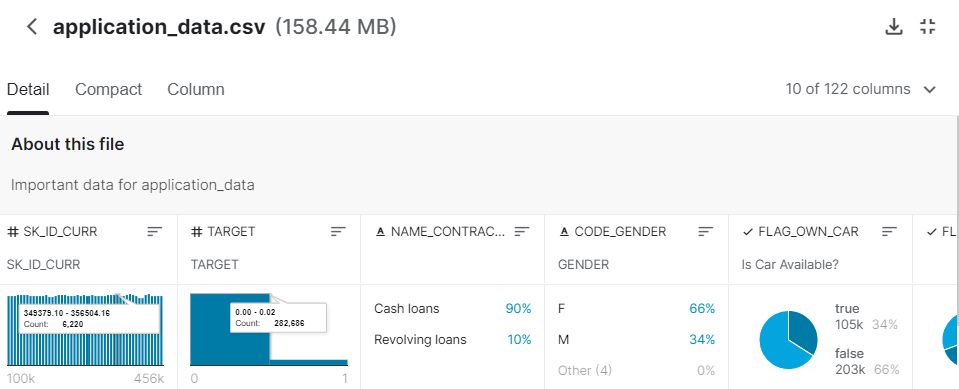 application_data.csv (158.44 MB)
Detail Compact Column 10 of 122 columns
About this file
Important data for application_data
# SK_ID_CURR # TARGET A NAME_CONTRAC... A CODE_GENDER FLAG_OWN_CAR FL
SK_ID_CURR TARGET GENDER Is Car Available?
349379.10 - 356504.16
Count: 6,220
100k 456k
0.00 - 0.02
Count: 282,686
0 1
Cash loans 90%
Revolving loans 10%
F 66%
M 34%
Other (4) 0%
true
105k 34%
false
203k 66%